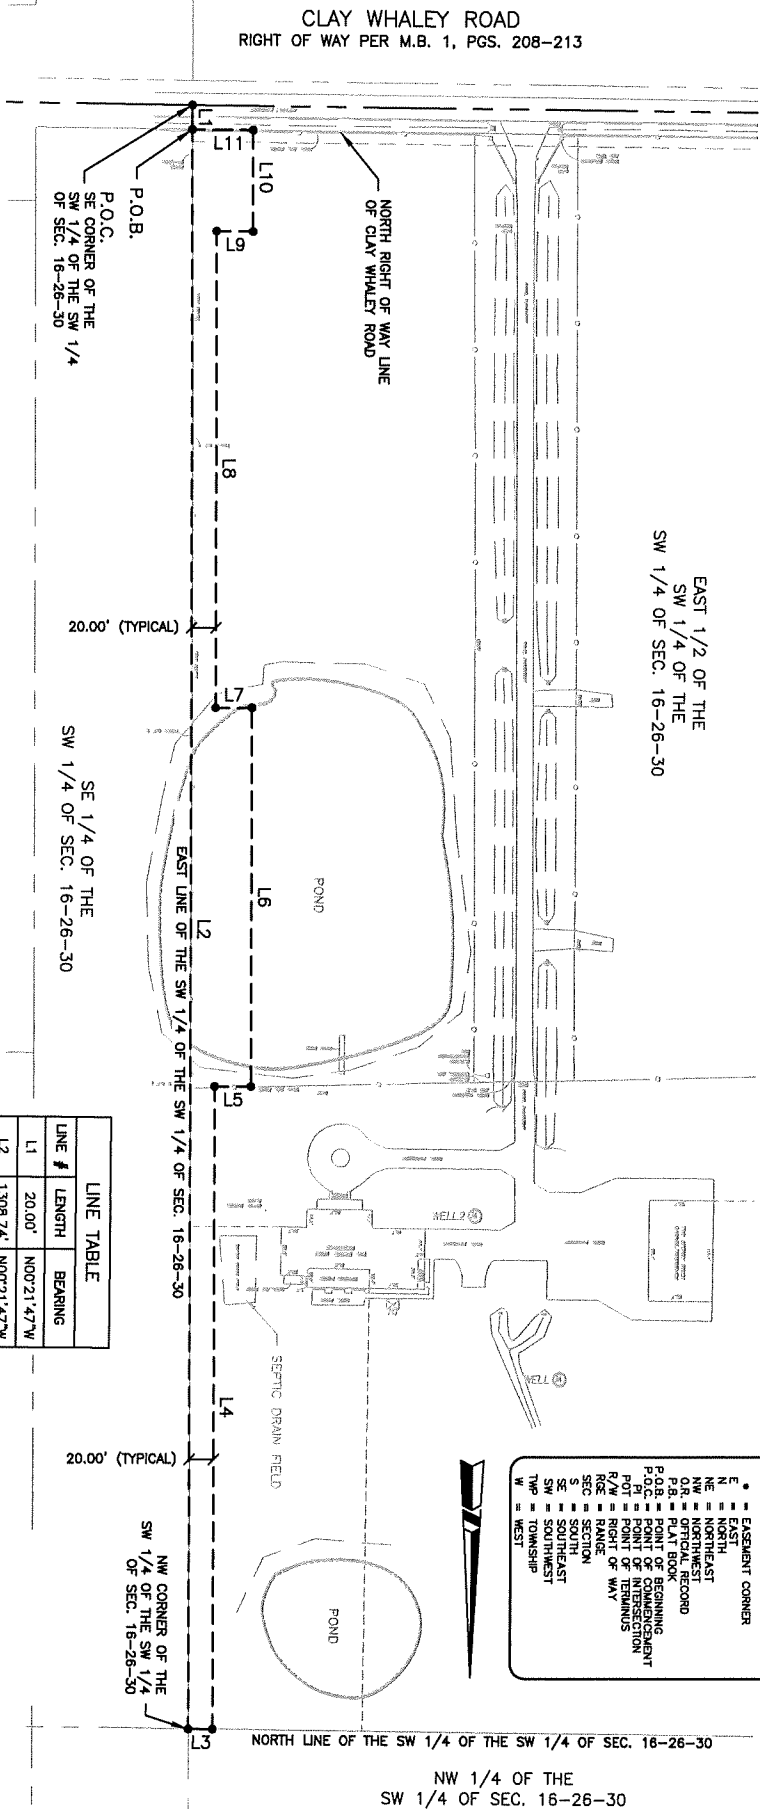 CLAY WHALEY ROAD
RIGHT OF WAY PER M.B. 1, PGS. 208-213
L1
L11
L10
L9
P.O.B.
P.O.C.
SE CORNER OF THE
SW 1/4 OF THE SW 1/4
OF SEC. 16-26-30
NORTH RIGHT OF WAY LINE
OF CLAY WHALEY ROAD
L8
EAST 1/2 OF THE
SW 1/4 OF THE
SW 1/4 OF SEC. 16-26-30
20.00' (TYPICAL)
L7
SE 1/4 OF THE
SW 1/4 OF SEC. 16-26-30
POND
L6
L2
EAST LINE OF THE SW 1/4 OF THE SW 1/4 OF SEC. 16-26-30
L5
LINE TABLE
LINE # LENGTH BEARING
L1 20.00' N00°21'47"W
L2 1308.74' N00°21'47"W
WELL 2
WELL
SEPTIC DRAIN FIELD
L4
20.00' (TYPICAL)
• = EASEMENT CORNER
E = EAST
N = NORTH
NE = NORTHEAST
NW = NORTHWEST
O.R. = OFFICIAL RECORD
P.B. = PLAT BOOK
P.O.B. = POINT OF BEGINNING
P.O.C. = POINT OF COMMENCEMENT
PI = POINT OF INTERSECTION
POT = POINT OF TERMINUS
R/W = RIGHT OF WAY
RGE = RANGE
SEC = SECTION
S = SOUTH
SE = SOUTHEAST
SW = SOUTHWEST
TWP = TOWNSHIP
W = WEST
POND
NW CORNER OF THE
SW 1/4 OF THE SW 1/4
OF SEC. 16-26-30
L3
NORTH LINE OF THE SW 1/4 OF THE SW 1/4 OF SEC. 16-26-30
NW 1/4 OF THE
SW 1/4 OF SEC. 16-26-30